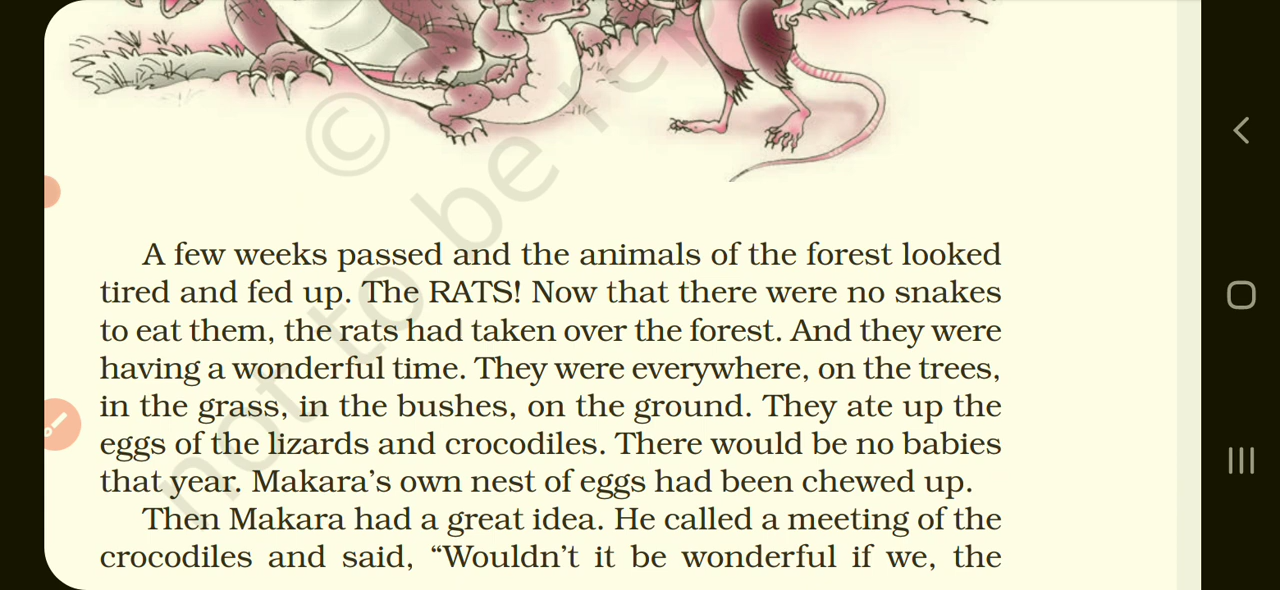 A few weeks passed and the animals of the forest looked
tired and fed up. The RATS! Now that there were no snakes
to eat them, the rats had taken over the forest. And they were
having a wonderful time. They were everywhere, on the trees,
in the grass, in the bushes, on the ground. They ate up the
eggs of the lizards and crocodiles. There would be no babies
that year. Makara’s own nest of eggs had been chewed up.
Then Makara had a great idea. He called a meeting of the
crocodiles and said, “Wouldn’t it be wonderful if we, the
©
not to be re